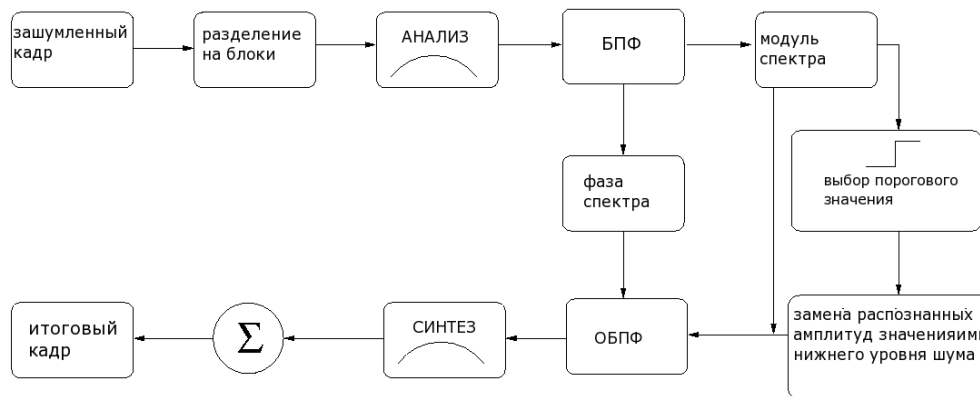 зашумленный
кадр
разделение
на блоки
АНАЛИЗ
БПФ
модуль
спектра
фаза
спектра
выбор порогового
значения
итоговый
кадр
Σ
СИНТЕЗ
ОБПФ
замена распознанных
амплитуд значенияими
нижнего уровня шума